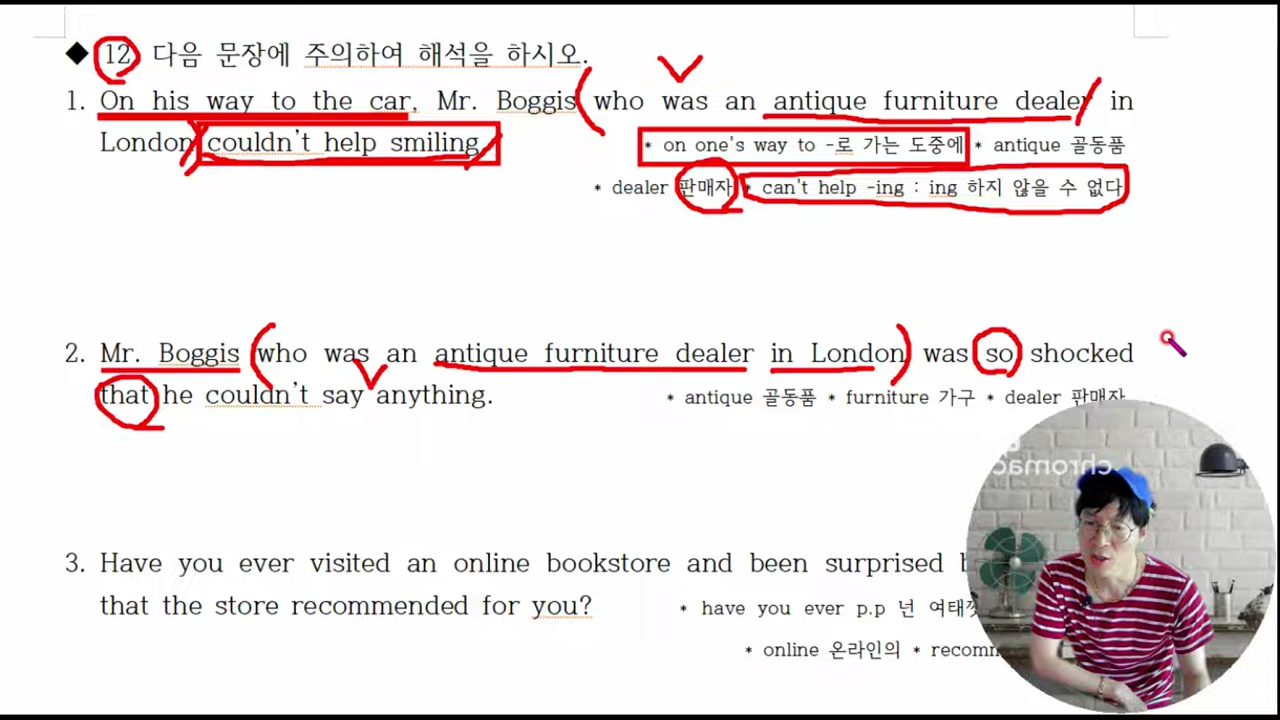 ◆ 12 다음 문장에 주의하여 해석을 하시오.
1. On his way to the car, Mr. Boggis who was an antique furniture dealer in
London couldn't help smiling * on one's way to -로 가는 도중에 * antique 골동품
* dealer 판매자 * can't help -ing : ing 하지 않을 수 없다
2. Mr. Boggis who was an antique furniture dealer in London was so shocked
that he couldn't say anything. * antique 골동품 * furniture 가구 * dealer 판매자
chromac
3. Have you ever visited an online bookstore and been surprised
that the store recommended for you? * have you ever p.p 넌 여태껏
* online 온라인의 *